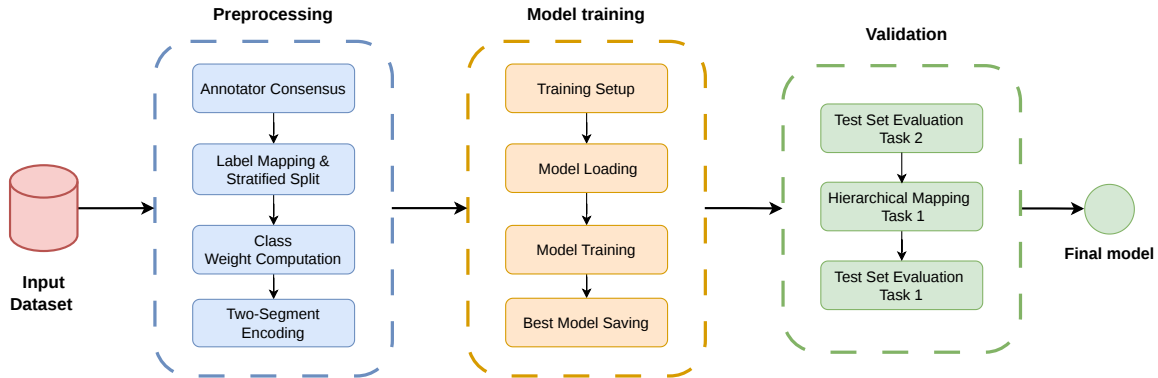 Input
Dataset
Preprocessing
Annotator Consensus
Label Mapping &
Stratified Split
Class
Weight Computation
Two-Segment
Encoding
Model training
Training Setup
Model Loading
Model Training
Best Model Saving
Validation
Test Set Evaluation
Task 2
Hierarchical Mapping
Task 1
Test Set Evaluation
Task 1
Final model